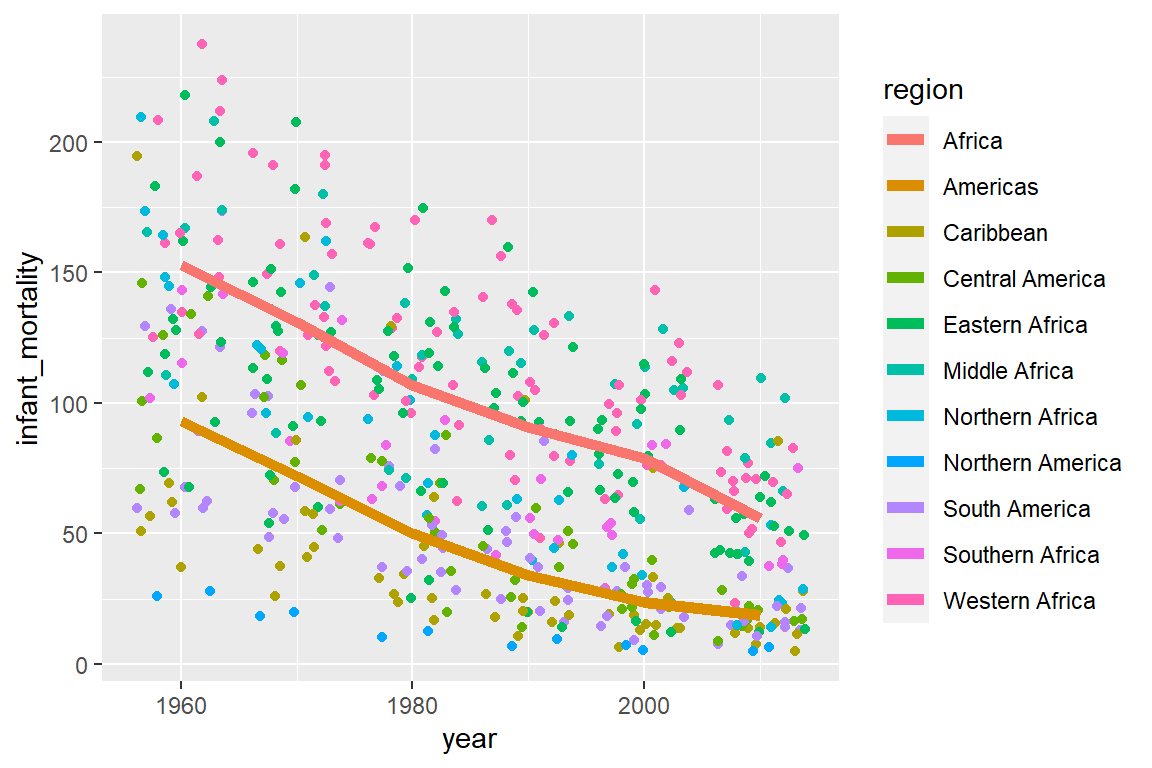 infant_mortality
200
150
100
50
0
1960
1980
2000
year
region
Africa
Americas
Caribbean
Central America
Eastern Africa
Middle Africa
Northern Africa
Northern America
South America
Southern Africa
Western Africa